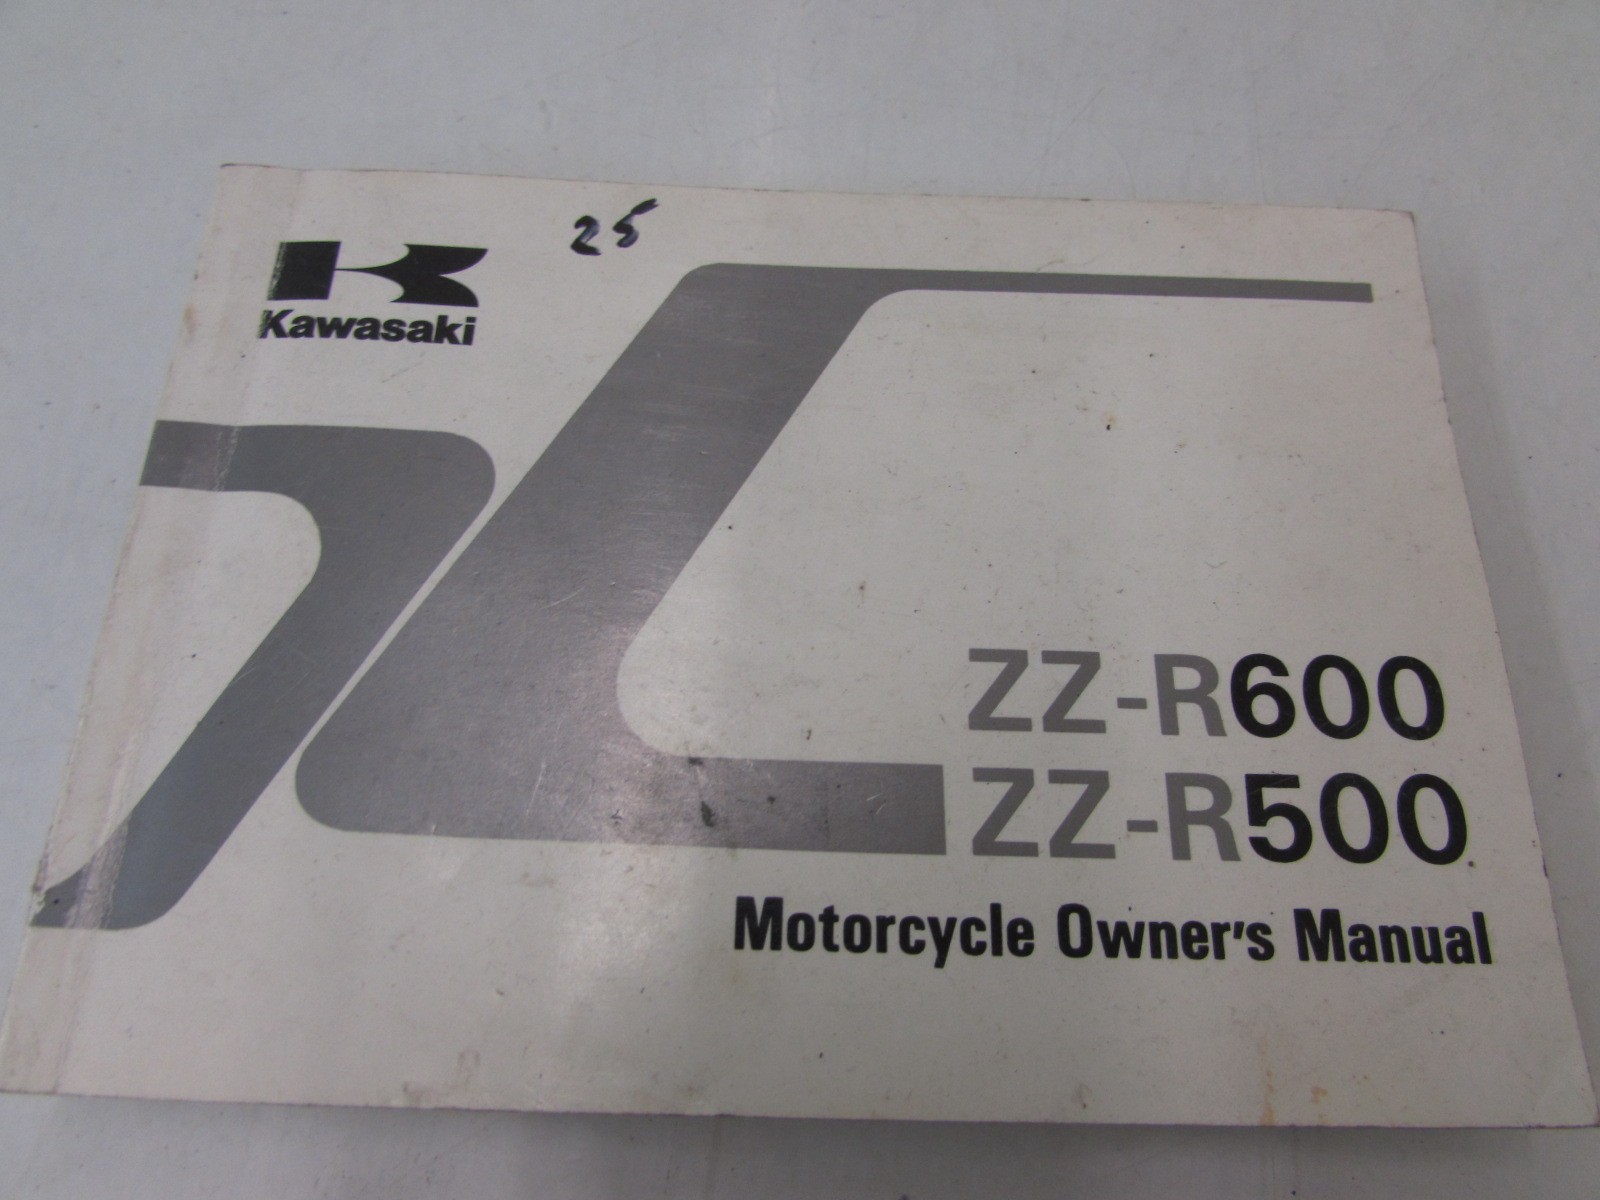 25
Kawasaki
ZZ-R600
ZZ-R500
Motorcycle Owner's Manual